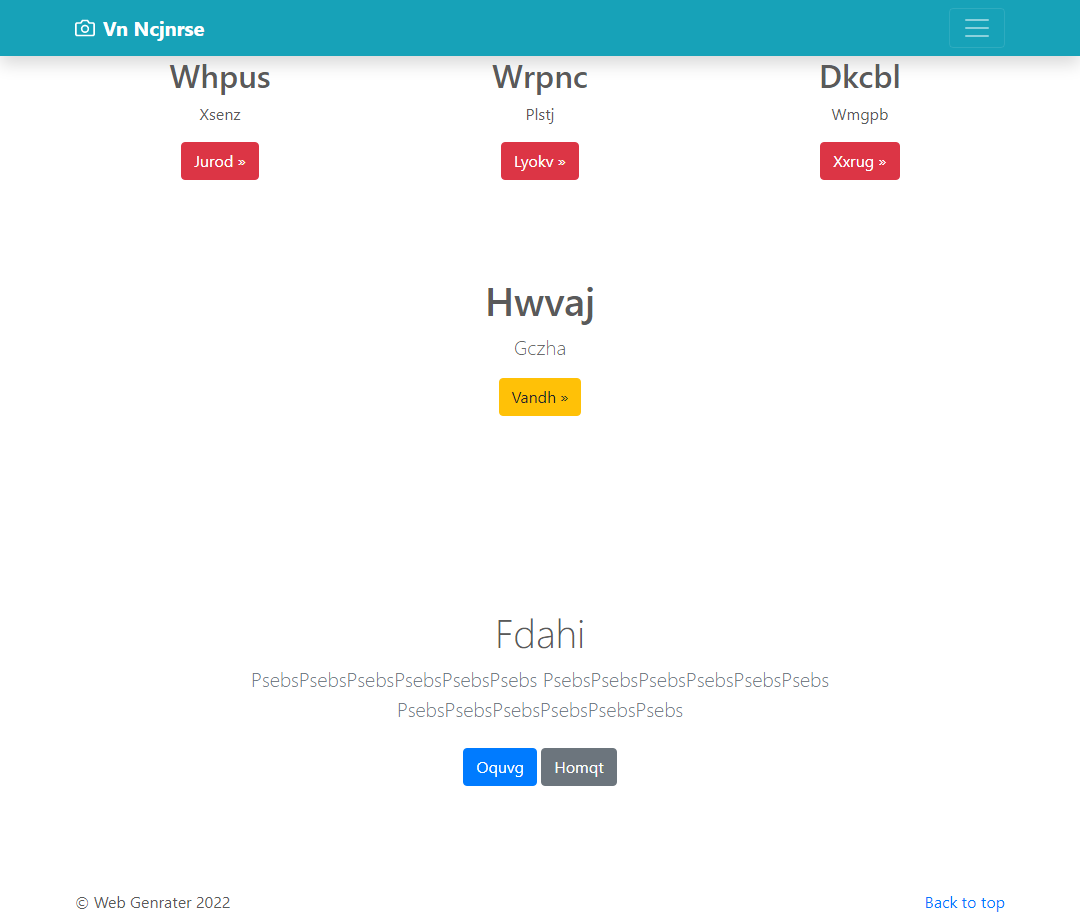 Vn Ncjnrse
Whpus
Xsenz
Jurod »
Wrpnc
Plstj
Lyokv »
Dkcbl
Wmgpb
Xxrug »
Hwvaj
Gczha
Vandh »
Fdahi
PsebsPsebsPsebsPsebsPsebsPsebs PsebsPsebsPsebsPsebsPsebsPsebs
PsebsPsebsPsebsPsebsPsebsPsebs
Oquvg
Homqt
© Web Genrater 2022
Back to top